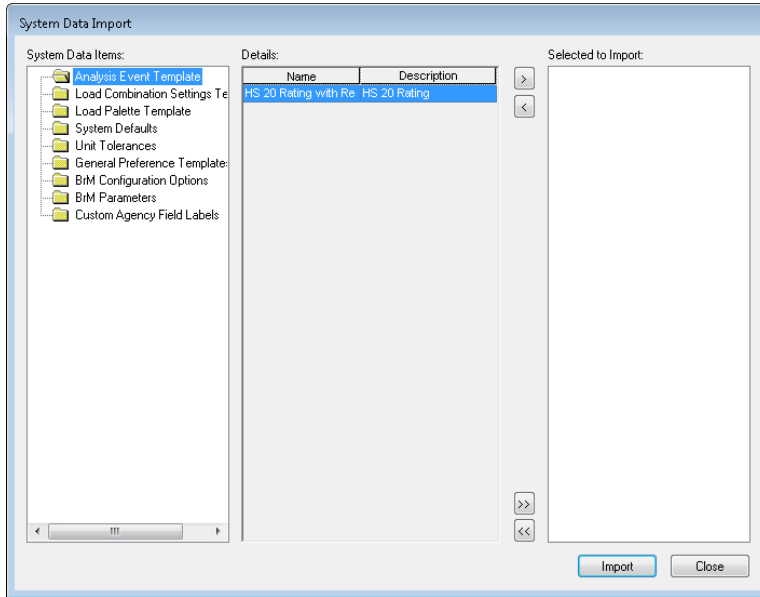 System Data Import
System Data Items:
Details:
Selected to Import:
Analysis Event Template
Load Combination Settings Te
Load Palette Template
System Defaults
Unit Tolerances
General Preference Template
BrM Configuration Options
BrM Parameters
Custom Agency Field Labels
Name Description
HS 20 Rating with Re HS 20 Rating
>
<
>>
<<
Import
Close